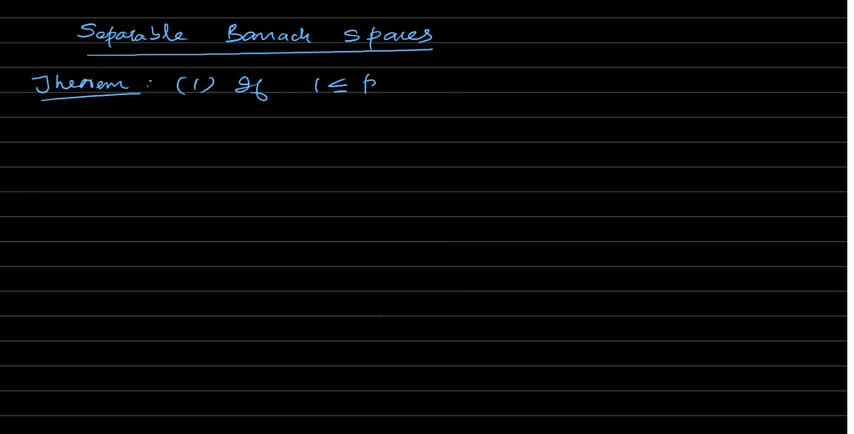 Separable Banach Spaces
Theorem : (1) If 1 ≤ p